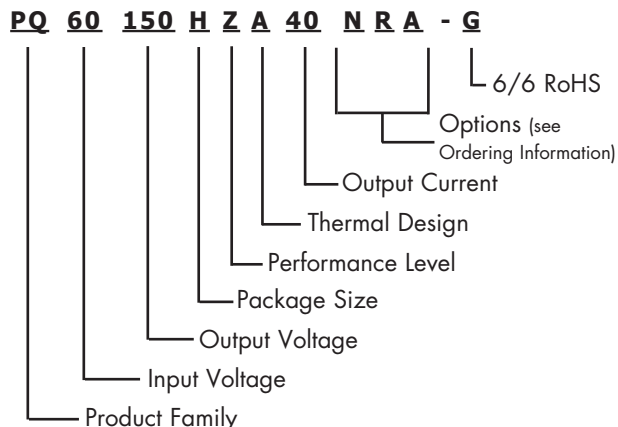 PQ 60 150 H Z A 40 N R A - G
6/6 RoHS
Options (see
Ordering Information)
Output Current
Thermal Design
Performance Level
Package Size
Output Voltage
Input Voltage
Product Family